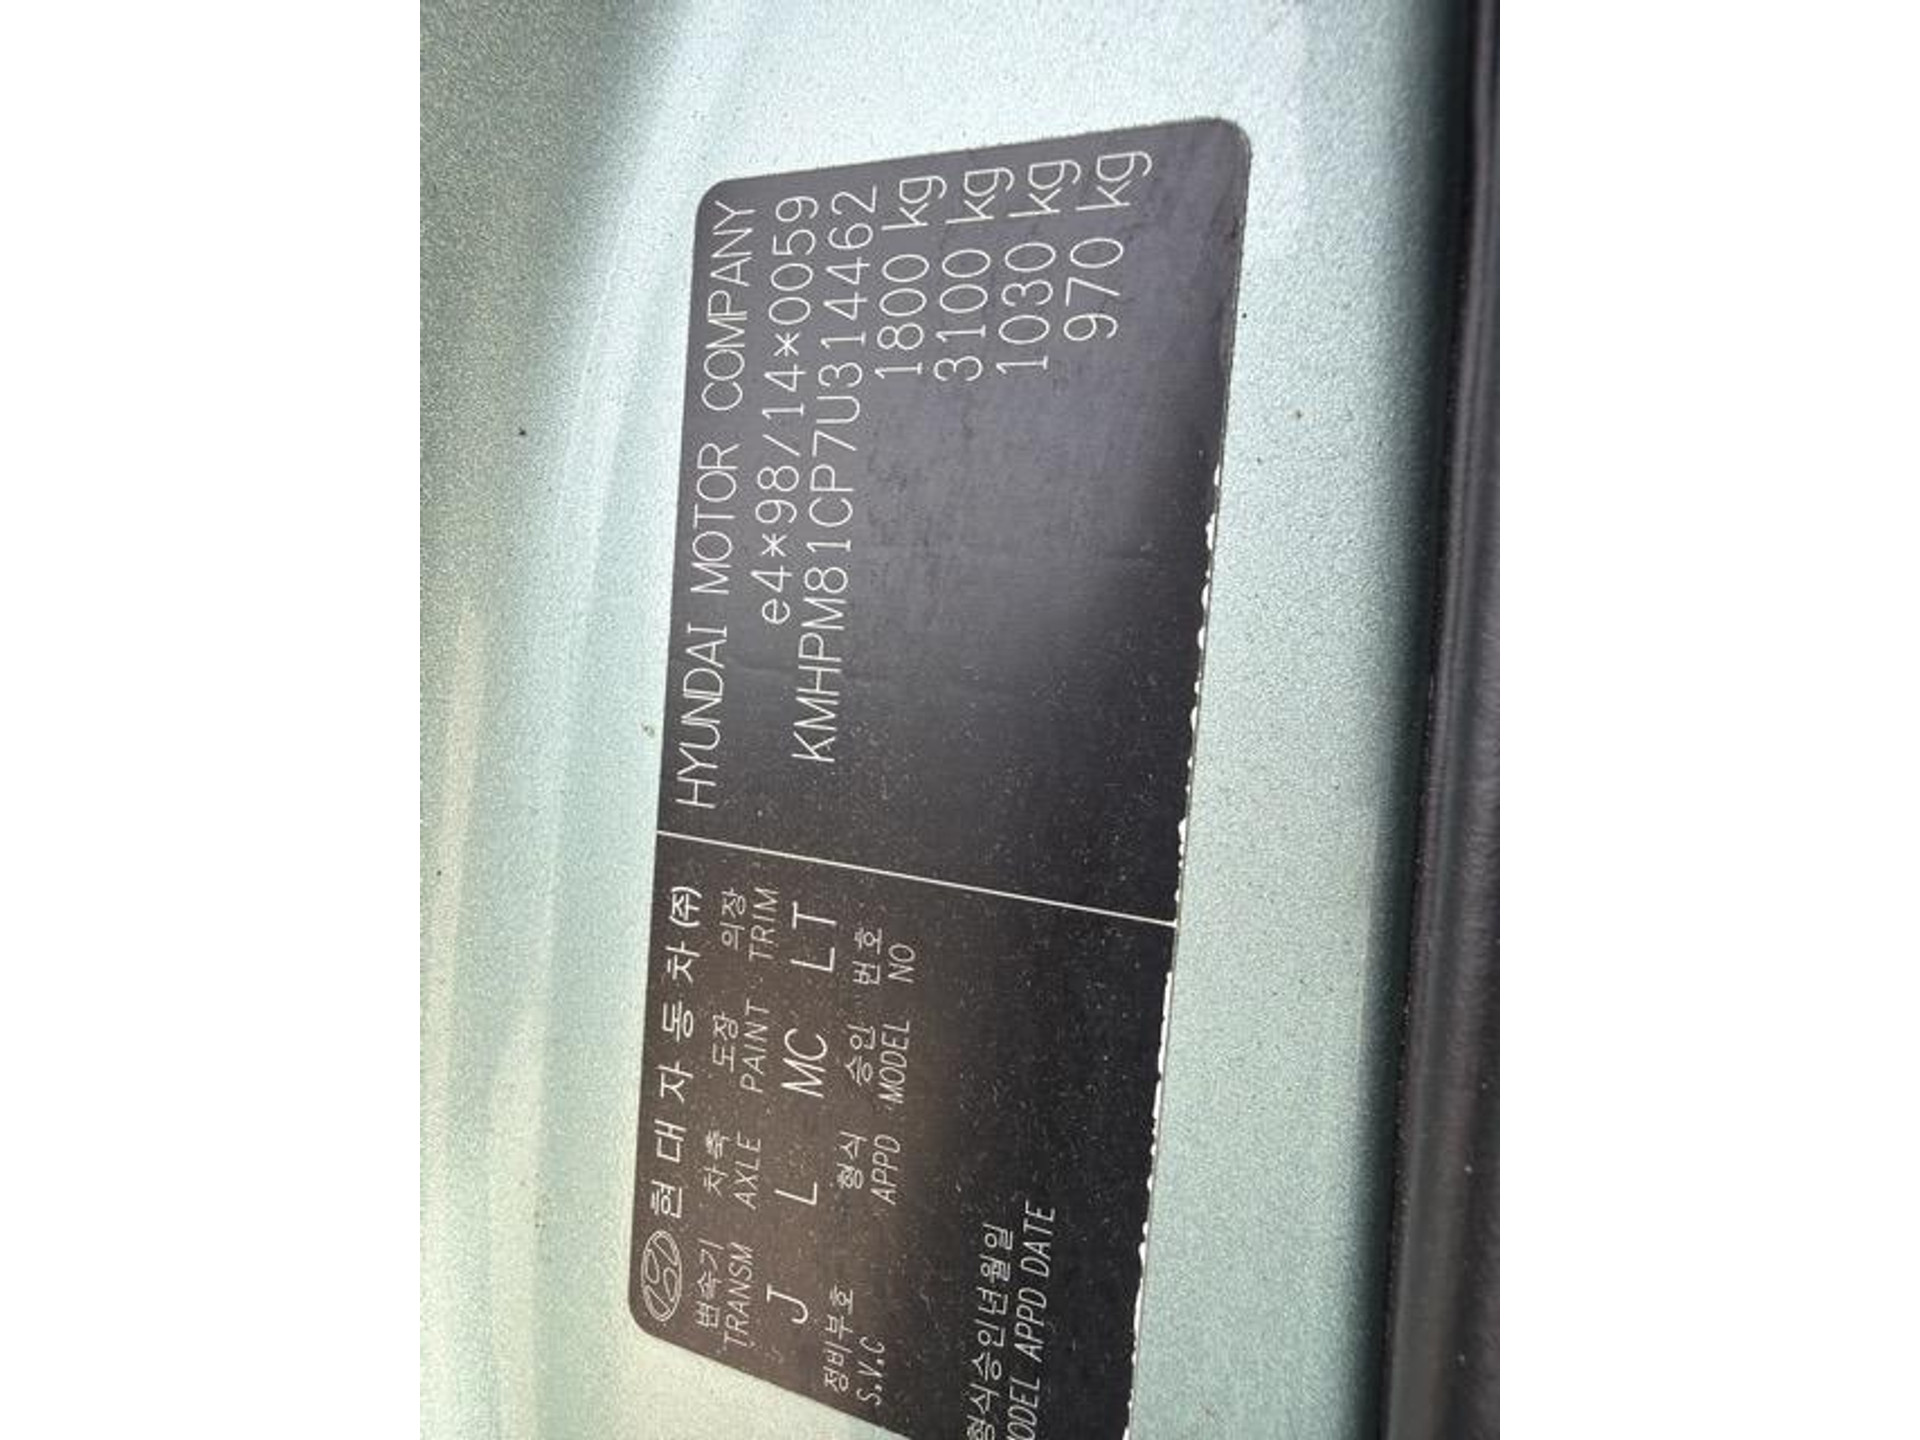 현대자동차(주)
변속기 차축 도장 의장
TRANSM AXLE PAINT TRIM
J L MC LT
정비부호 형식 승인 번호
S.V.C APPD MODEL NO
형식승인년월일
MODEL APPD DATE
HYUNDAI MOTOR COMPANY
e4*98/14*0059
KMHPM81CP7U314462
1800 kg
3100 kg
1030 kg
970 kg